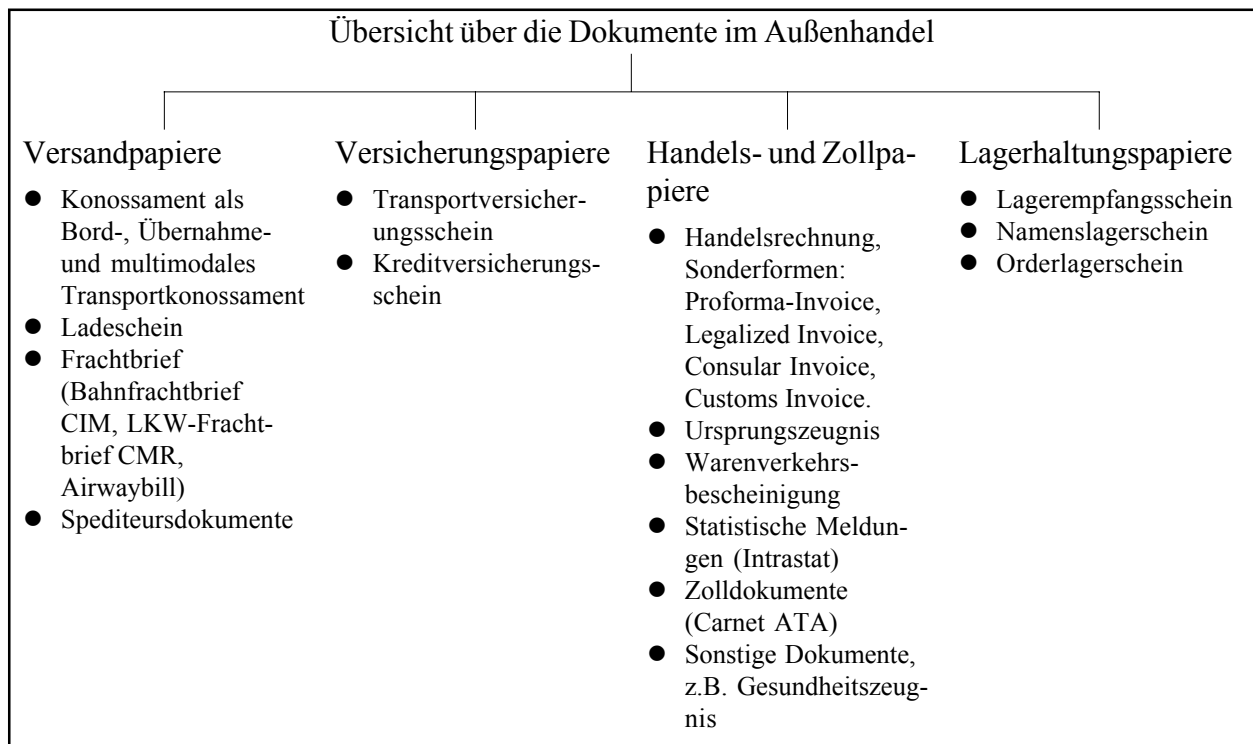 Übersicht über die Dokumente im Außenhandel
Versandpapiere
● Konossament als
Bord-, Übernahme-
und multimodales
Transportkonossament
● Ladeschein
● Frachtbrief
(Bahnfrachtbrief
CIM, LKW-Fracht-
brief CMR,
Airwaybill)
● Spediteursdokumente
Versicherungspapiere
● Transportversicher-
ungsschein
● Kreditversicherungs-
schein
Handels- und Zollpa-
piere
● Handelsrechnung,
Sonderformen:
Proforma-Invoice,
Legalized Invoice,
Consular Invoice,
Customs Invoice.
● Ursprungszeugnis
● Warenverkehrs-
bescheinigung
● Statistische Meldun-
gen (Intrastat)
● Zolldokumente
(Carnet ATA)
● Sonstige Dokumente,
z.B. Gesundheitszeug-
nis
Lagerhaltungspapiere
● Lagerempfangsschein
● Namenslagerschein
● Orderlagerschein